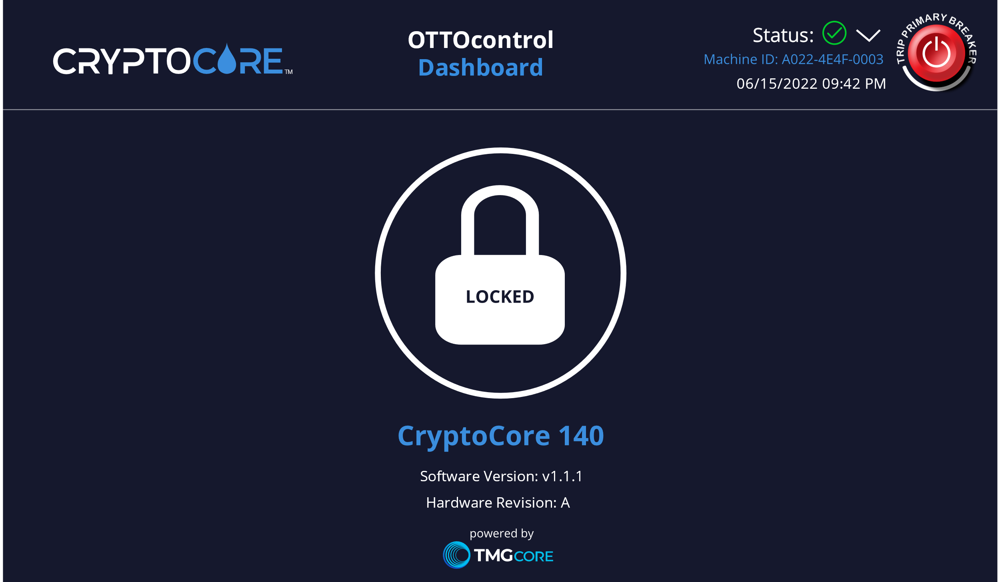 CRYPTOCORE™
OTTOcontrol
Dashboard
Status:
Machine ID: A022-4E4F-0003
06/15/2022 09:42 PM
TRIP PRIMARY BREAKER
LOCKED
CryptoCore 140
Software Version: v1.1.1
Hardware Revision: A
powered by
TMGCORE